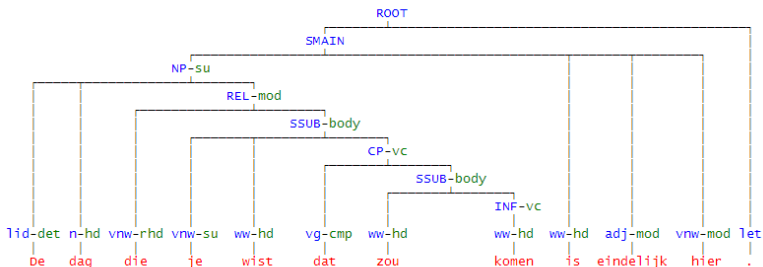 ROOT
SMAIN
NP-su
REL-mod
SSUB-body
CP-vc
SSUB-body
INF-vc
lid-det n-hd vnw-rhd vnw-su ww-hd vg-cmp ww-hd ww-hd ww-hd adj-mod vnw-mod let
De dag die je wist dat zou komen is eindelijk hier .